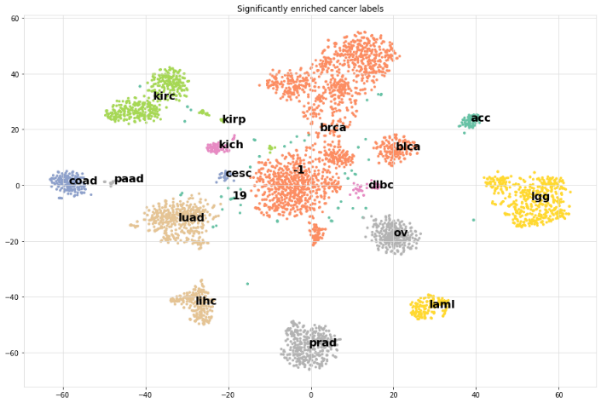 Significantly enriched cancer labels
60
40
20
0
−20
−40
−60
kirc
kirp
kich
brca
blca
acc
coad
paad
cesc
-1
dlbc
19
lgg
luad
ov
lihc
laml
prad
−60 −40 −20 0 20 40 60